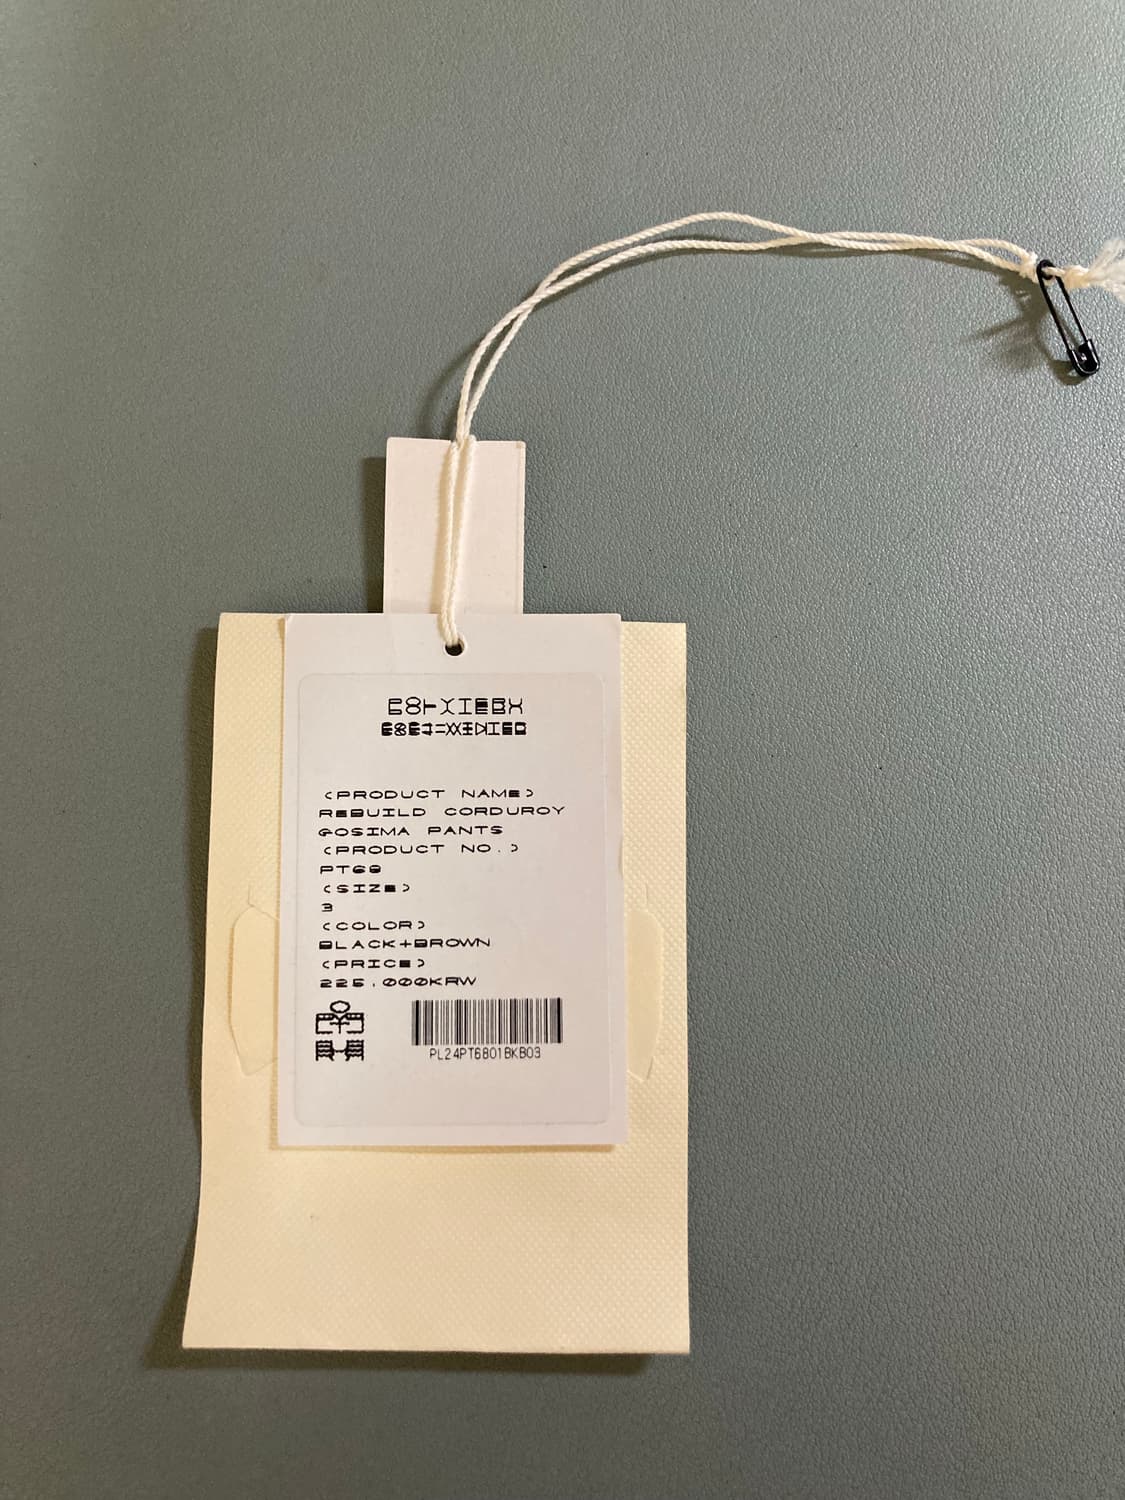 <PRODUCT NAME>
REBUILD CORDUROY
GOSIMA PANTS
<PRODUCT NO.>
PT68
<SIZE>
3
<COLOR>
BLACK+BROWN
<PRICE>
225.000KRW
PL24PT6801BKB03